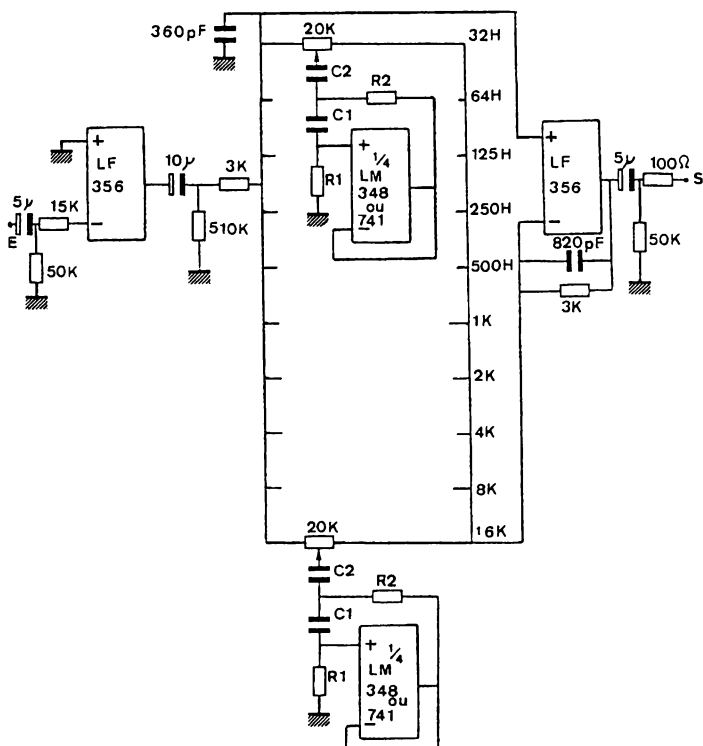 360pF
20K
32H
C2
R2
64H
C1
125H
+
LF
356
−
10µ
3K
510K
5µ
15K
E
50K
+
1/4
LM
348
ou
741
−
R1
250H
500H
1K
2K
4K
8K
16K
+
LF
356
−
5µ
100Ω
S
820pF
3K
50K
20K
C2
R2
C1
+
1/4
LM
348
ou
741
−
R1